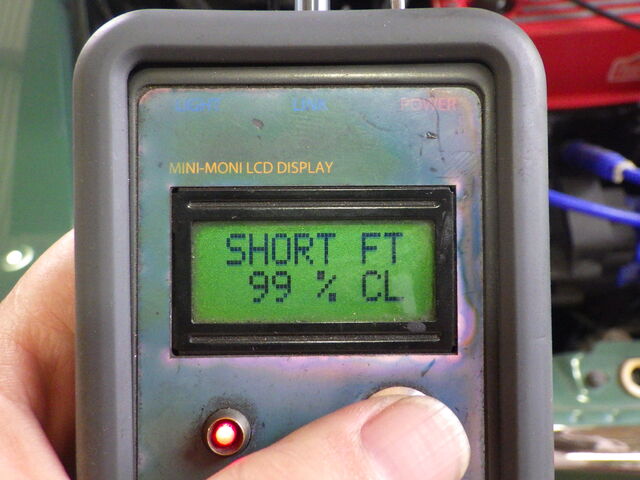 LIGHT LINK POWER
MINI-MONI LCD DISPLAY
SHORT FT
99 % CL